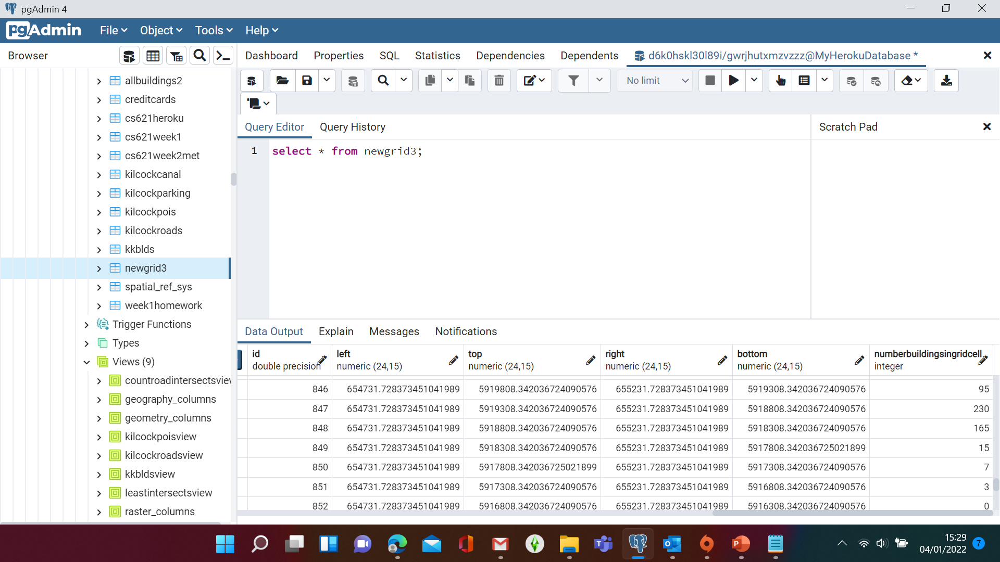 pgAdmin 4
pgAdmin File Object Tools Help
Browser
Dashboard Properties SQL Statistics Dependencies Dependents d6k0hskl30l89i/gwrjhutxmzvzzz@MyHerokuDatabase *
No limit
allbuildings2
creditcards
cs621heroku
cs621week1
cs621week2met
kilcockcanal
kilcockparking
kilcockpois
kilcockroads
kkblds
newgrid3
spatial_ref_sys
week1homework
Trigger Functions
Types
Views (9)
countroadintersectsview
geography_columns
geometry_columns
kilcockpoisview
kilcockroadsview
kkbldsview
leastintersectsview
raster_columns
Query Editor Query History
Scratch Pad
1 select * from newgrid3;
Data Output Explain Messages Notifications
id left top right bottom numberbuildingsingridcell..
double precision numeric (24,15) numeric (24,15) numeric (24,15) numeric (24,15) integer
846 654731.728373451041989 5919808.342036724090576 655231.728373451041989 5919308.342036724090576 95
847 654731.728373451041989 5919308.342036724090576 655231.728373451041989 5918808.342036724090576 230
848 654731.728373451041989 5918808.342036724090576 655231.728373451041989 5918308.342036724090576 165
849 654731.728373451041989 5918308.342036724090576 655231.728373451041989 5917808.342036725021899 15
850 654731.728373451041989 5917808.342036725021899 655231.728373451041989 5917308.342036724090576 7
851 654731.728373451041989 5917308.342036724090576 655231.728373451041989 5916808.342036724090576 3
852 654731.728373451041989 5916808.342036724090576 655231.728373451041989 5916308.342036724090576 0
15:29
04/01/2022
7